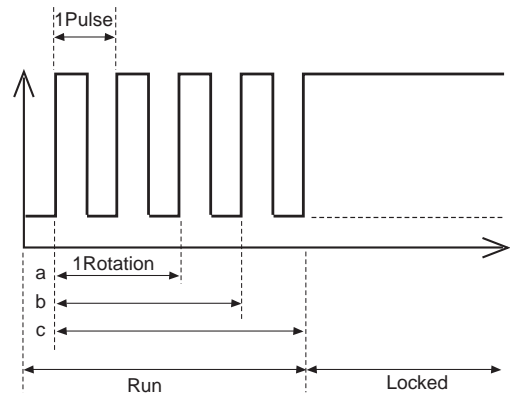 1Pulse
a
1Rotation
b
c
Run
Locked